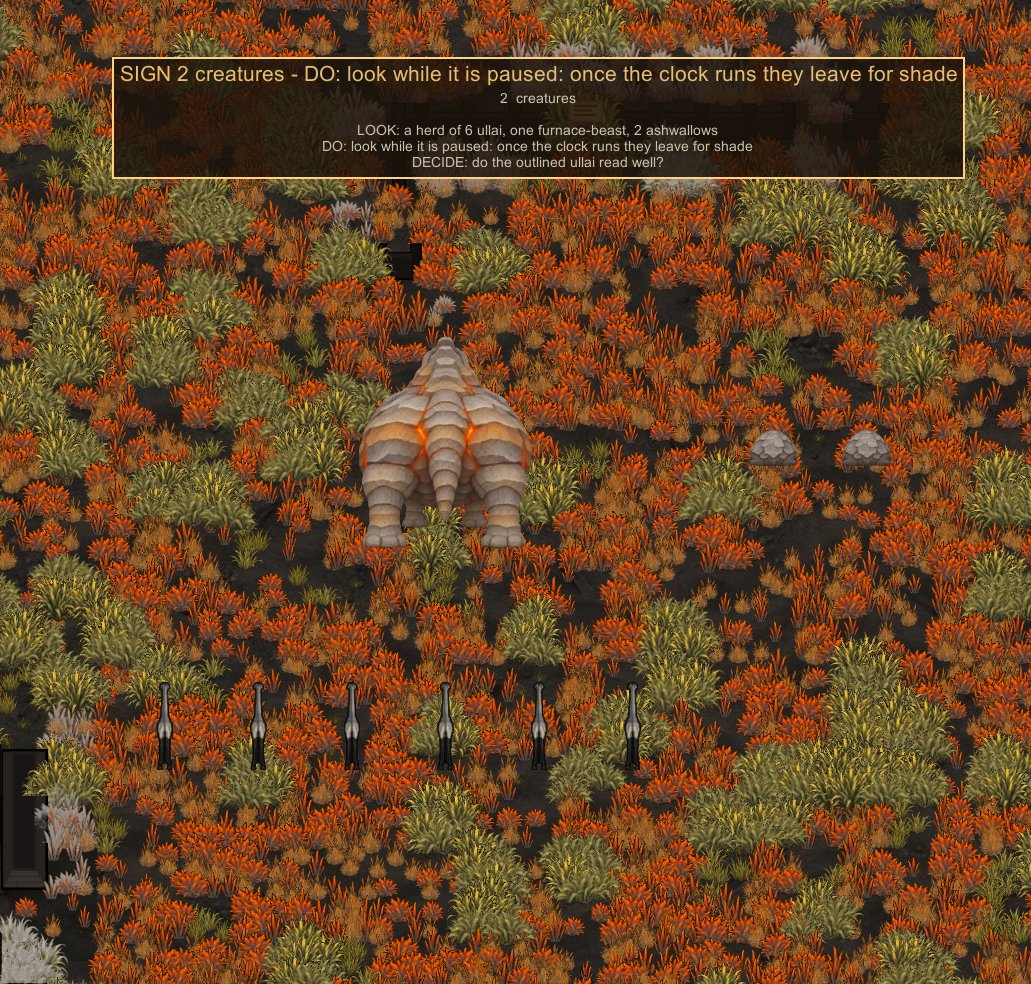 SIGN 2 creatures - DO: look while it is paused: once the clock runs they leave for shade
2 creatures
LOOK: a herd of 6 ullai, one furnace-beast, 2 ashwallows
DO: look while it is paused: once the clock runs they leave for shade
DECIDE: do the outlined ullai read well?